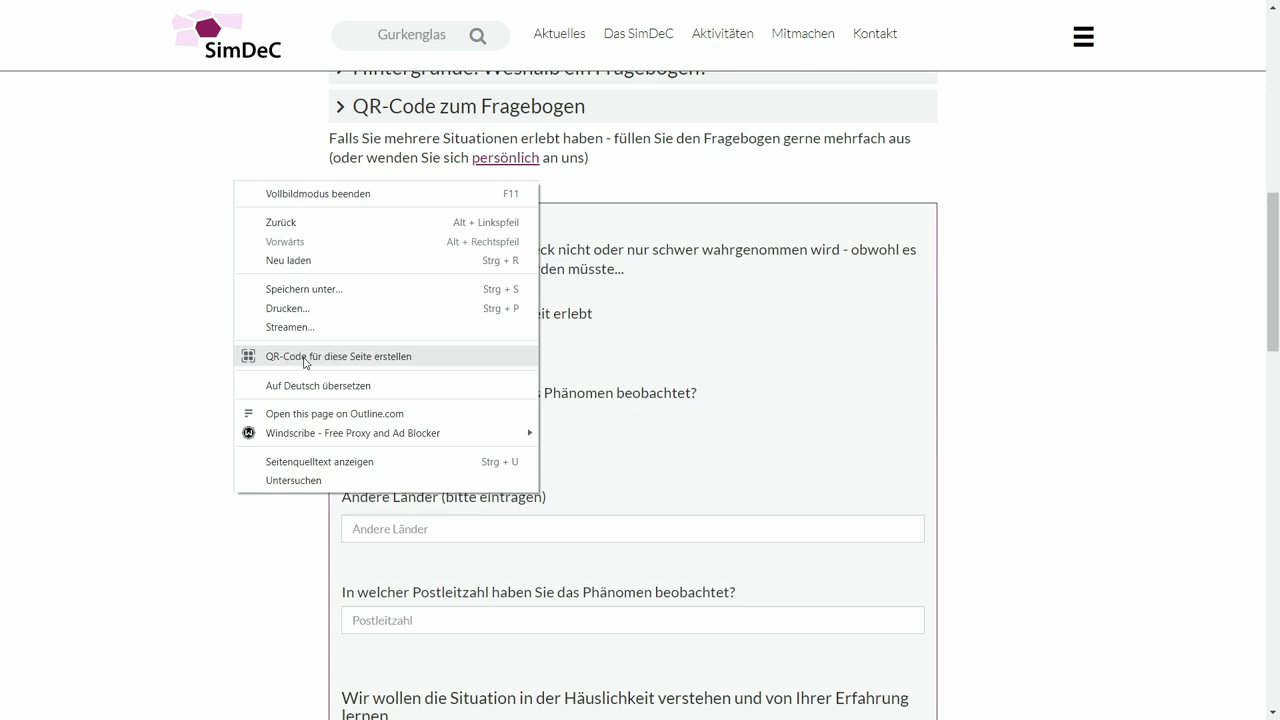 SimDeC
Gurkenglas
Aktuelles
Das SimDeC
Aktivitäten
Mitmachen
Kontakt
Hintergründe: Weshalb ein Fragebogen?
QR-Code zum Fragebogen
Falls Sie mehrere Situationen erlebt haben - füllen Sie den Fragebogen gerne mehrfach aus
(oder wenden Sie sich persönlich an uns)
Vollbildmodus beenden F11
Zurück Alt + Linkspfeil
Vorwärts Alt + Rechtspfeil
Neu laden Strg + R
Speichern unter... Strg + S
Drucken... Strg + P
Streamen...
QR-Code für diese Seite erstellen
Auf Deutsch übersetzen
Open this page on Outline.com
Windscribe - Free Proxy and Ad Blocker
Seitenquelltext anzeigen Strg + U
Untersuchen
eck nicht oder nur schwer wahrgenommen wird - obwohl es
rden müsste...
eit erlebt
s Phänomen beobachtet?
Andere Länder (bitte eintragen)
Andere Länder
In welcher Postleitzahl haben Sie das Phänomen beobachtet?
Postleitzahl
Wir wollen die Situation in der Häuslichkeit verstehen und von Ihrer Erfahrung
lernen